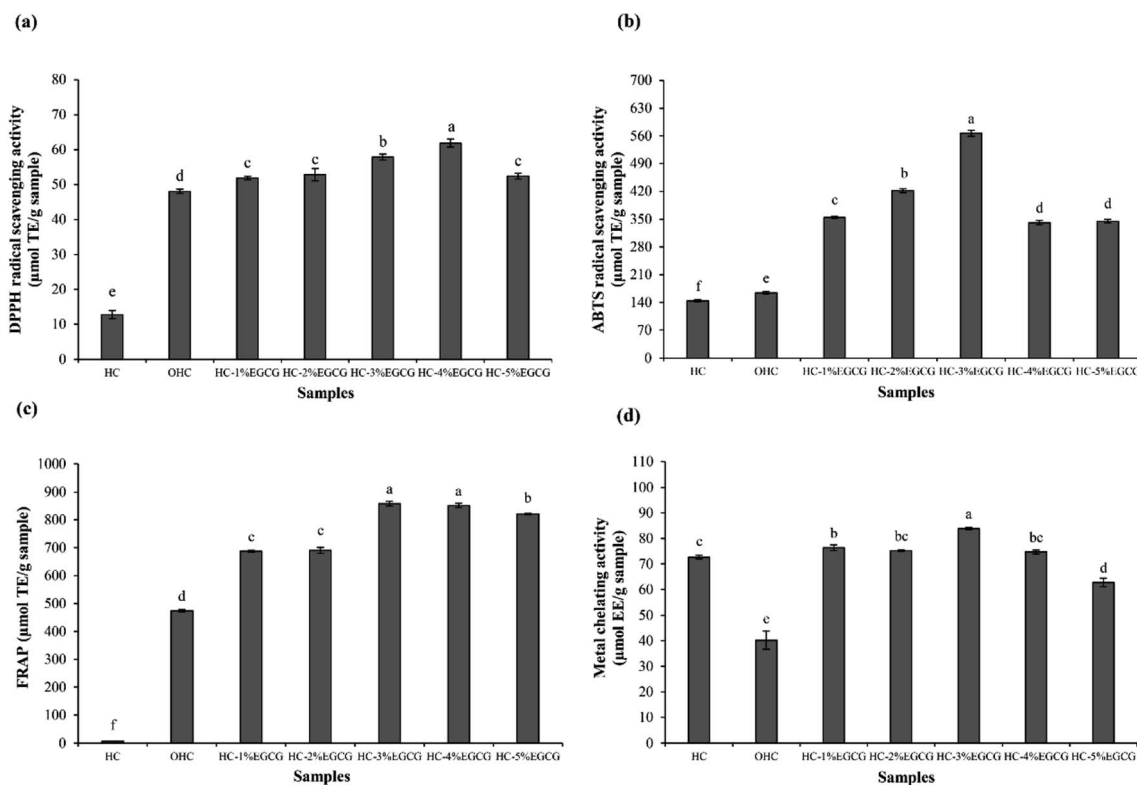 (a)
DPPH radical scavenging activity
(µmol TE/g sample)
80
70
60
50
40
30
20
10
0
e
d
c
c
b
a
c
HC
OHC
HC-1%EGCG
HC-2%EGCG
HC-3%EGCG
HC-4%EGCG
HC-5%EGCG
Samples
(b)
ABTS radical scavenging activity
(µmol TE/g sample)
700
630
560
490
420
350
280
210
140
70
0
f
e
c
b
a
d
d
HC
OHC
HC-1%EGCG
HC-2%EGCG
HC-3%EGCG
HC-4%EGCG
HC-5%EGCG
Samples
(c)
FRAP (µmol TE/g sample)
1000
900
800
700
600
500
400
300
200
100
0
f
d
c
c
a
a
b
HC
OHC
HC-1%EGCG
HC-2%EGCG
HC-3%EGCG
HC-4%EGCG
HC-5%EGCG
Samples
(d)
Metal chelating activity
(µmol EE/g sample)
110
100
90
80
70
60
50
40
30
20
10
0
c
e
b
bc
a
bc
d
HC
OHC
HC-1%EGCG
HC-2%EGCG
HC-3%EGCG
HC-4%EGCG
HC-5%EGCG
Samples